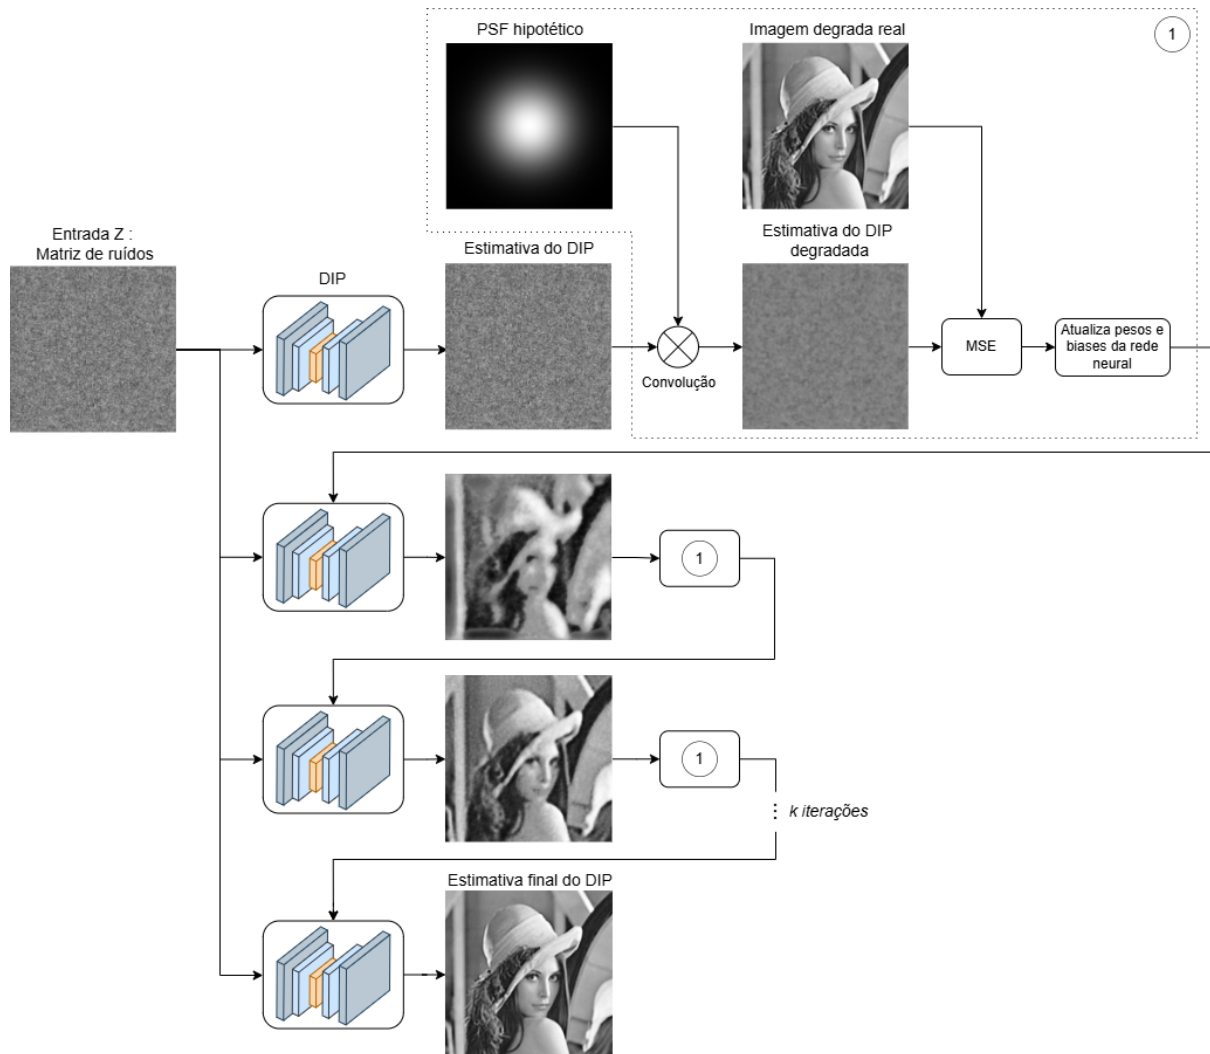 PSF hipotético
Imagem degrada real
1
Entrada Z :
Matriz de ruídos
DIP
Estimativa do DIP
Estimativa do DIP
degradada
Convolução
MSE
Atualiza pesos e
biases da rede
neural
1
1
⋮ k iterações
Estimativa final do DIP